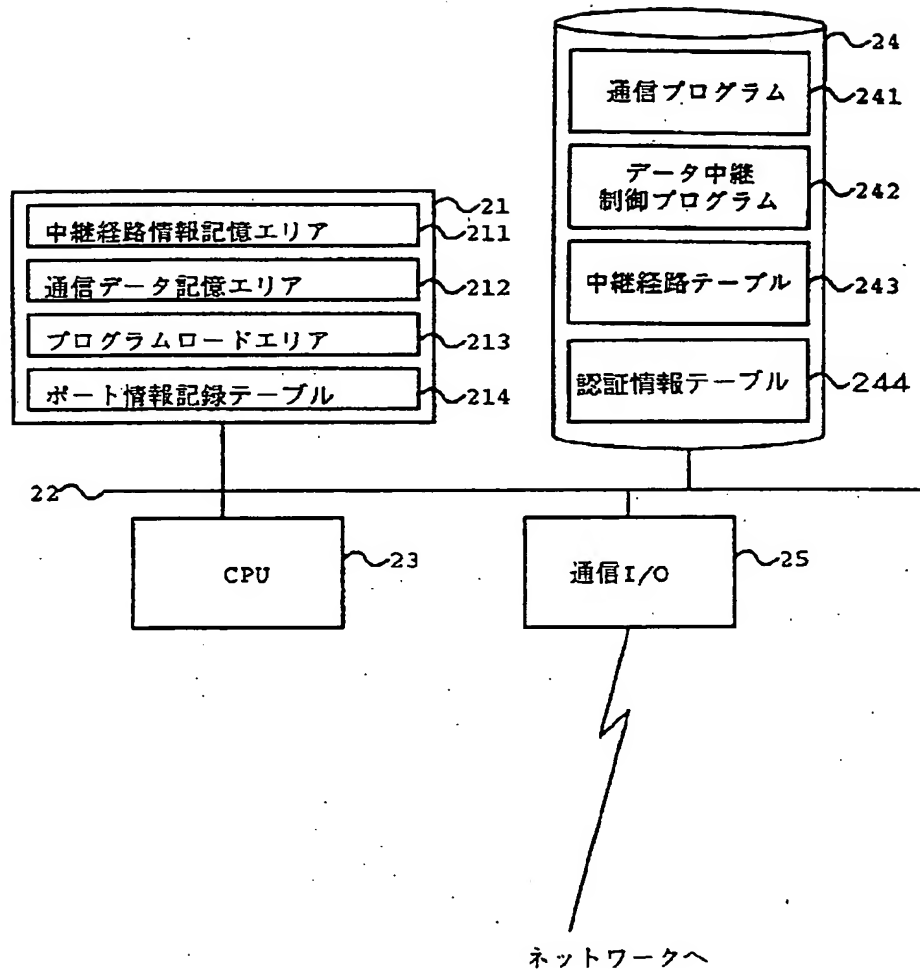 24
通信プログラム
241
データ中継
制御プログラム
242
中継経路テーブル
243
認証情報テーブル
244
21
中継経路情報記憶エリア
211
通信データ記憶エリア
212
プログラムロードエリア
213
ポート情報記録テーブル
214
22
CPU
23
通信I/O
25
ネットワークへ